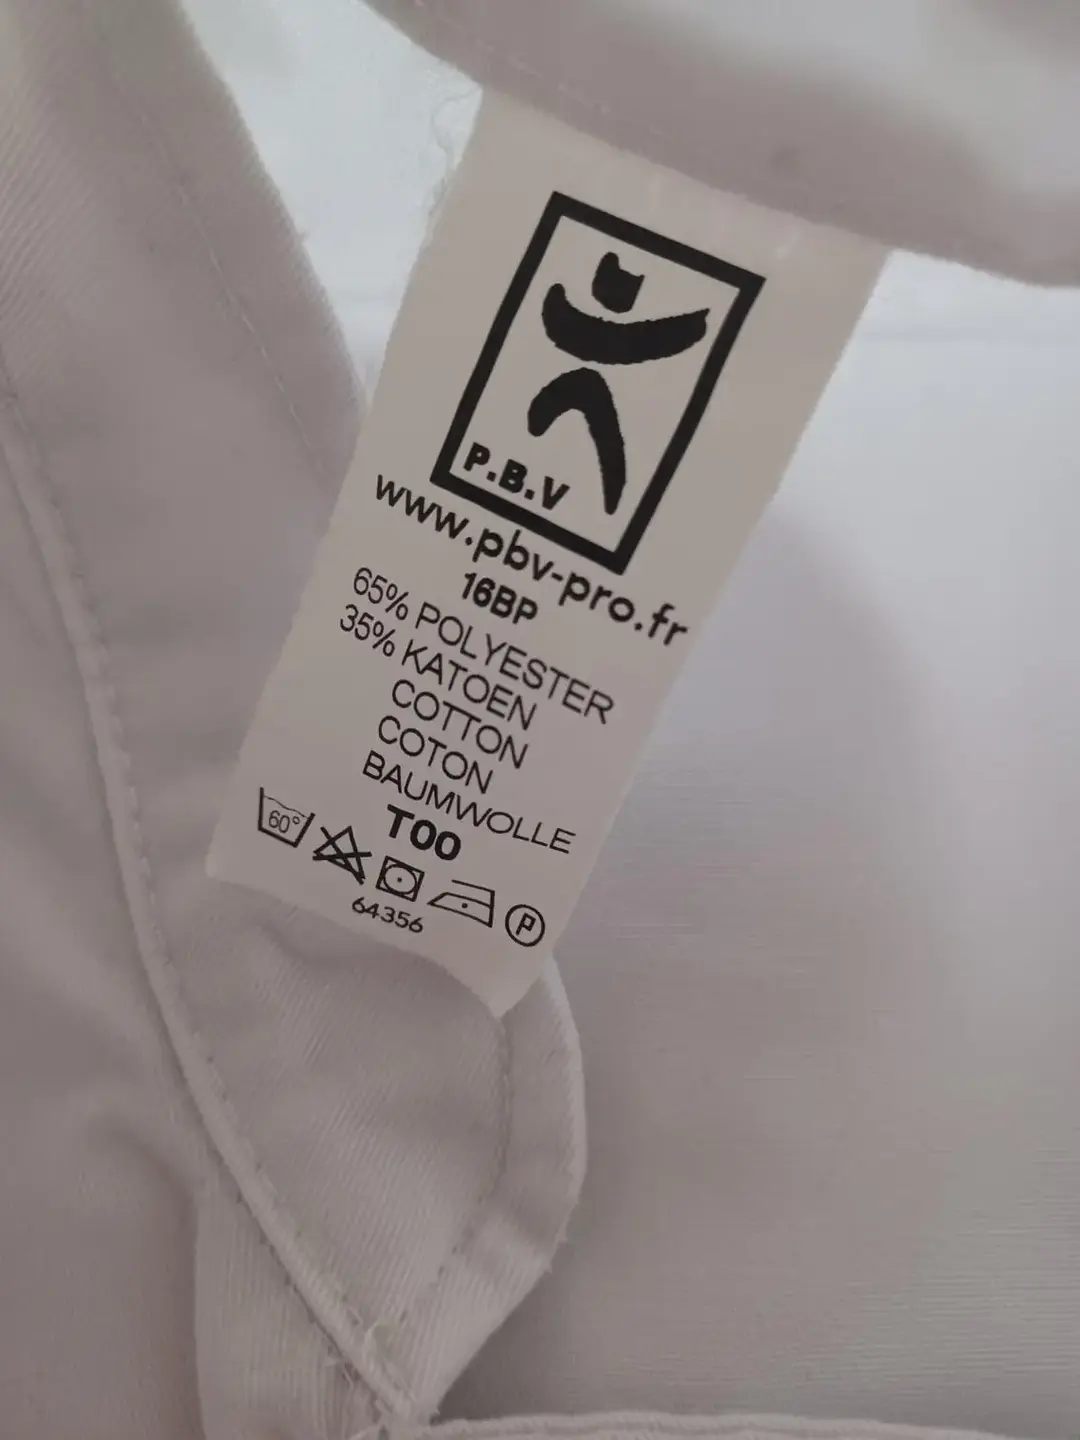 P.B.V
www.pbv-pro.fr
16BP
65% POLYESTER
35% KATOEN
COTTON
COTON
BAUMWOLLE
T00
60°
P
64356